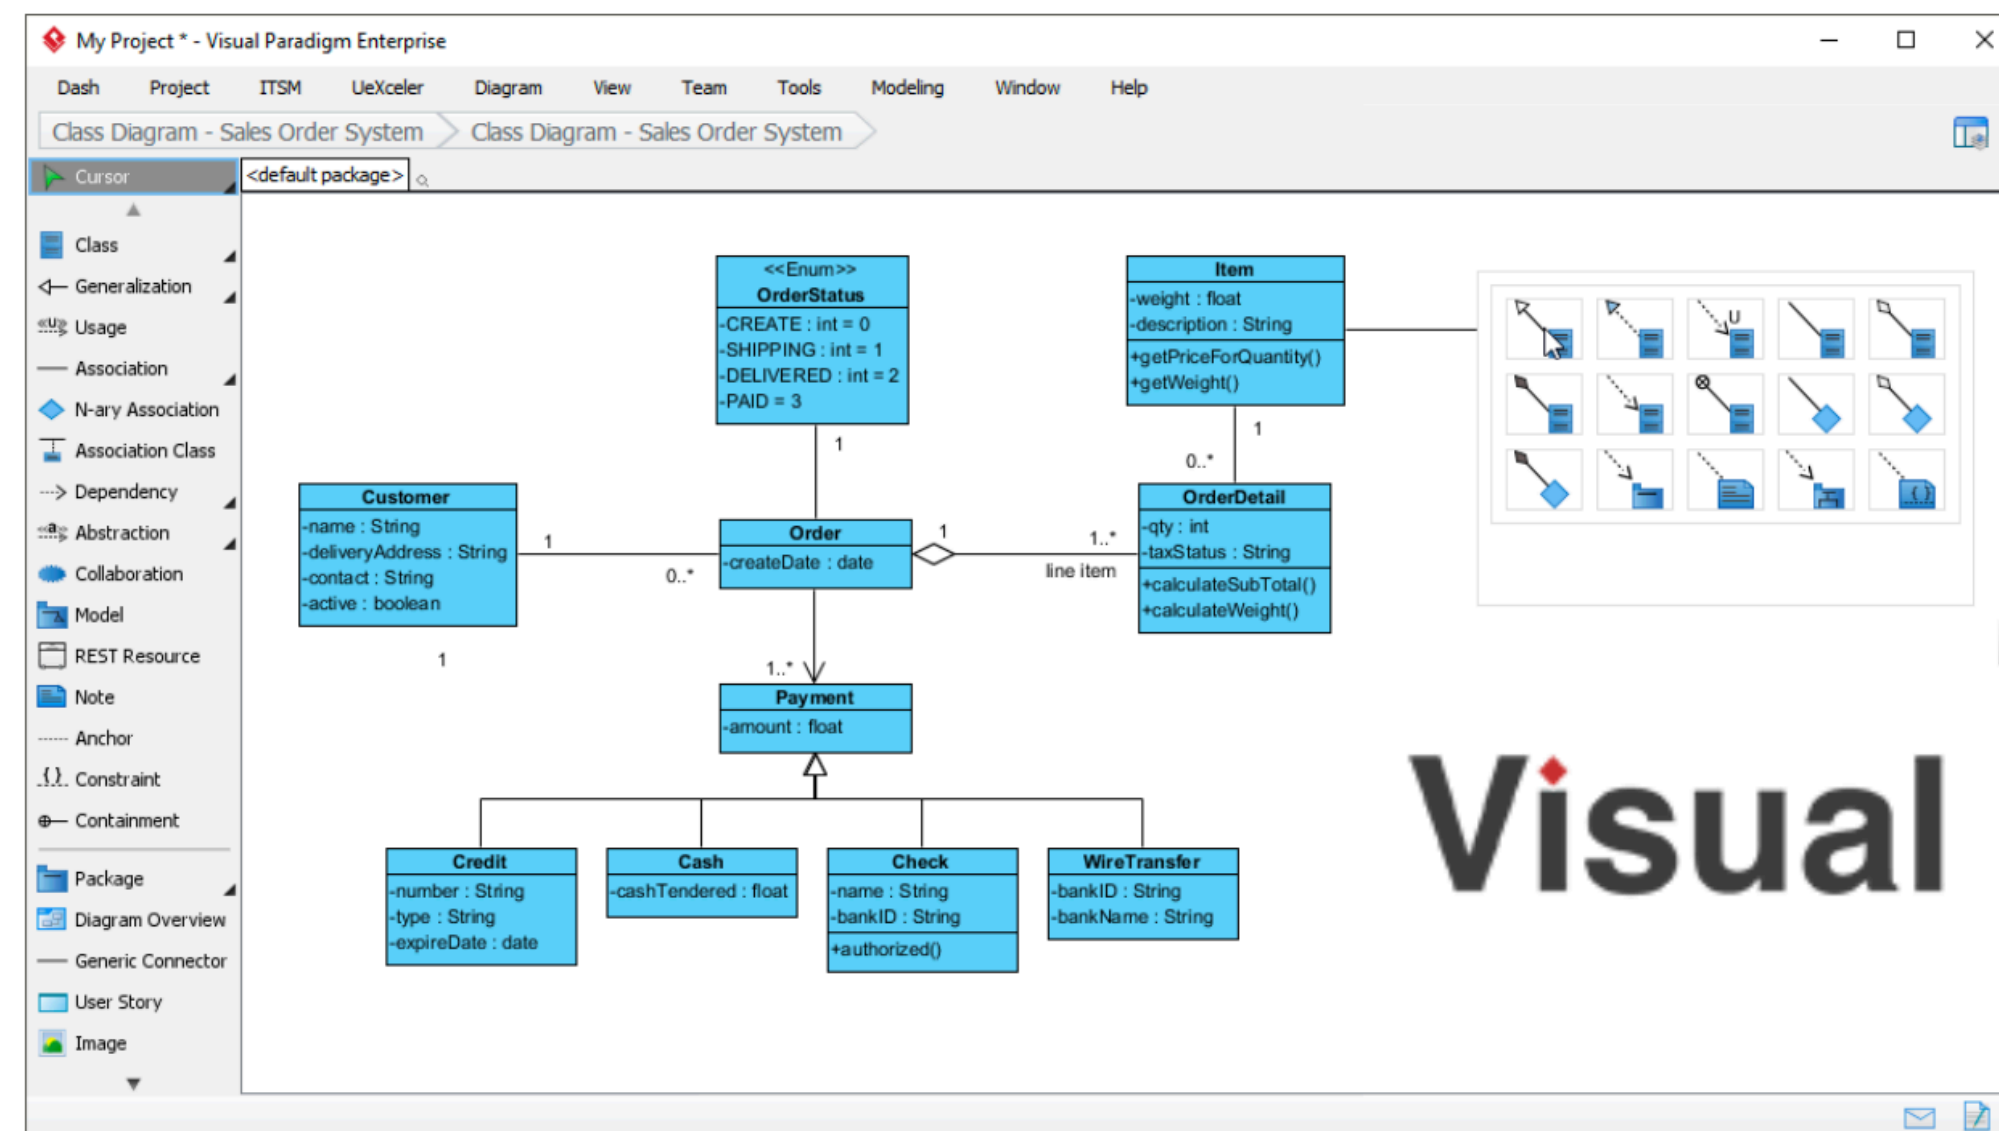 My Project * - Visual Paradigm Enterprise
Dash Project ITSM UeXceler Diagram View Team Tools Modeling Window Help
Class Diagram - Sales Order System Class Diagram - Sales Order System
Cursor
<default package>
Class
Generalization
«U» Usage
Association
N-ary Association
Association Class
Dependency
«a» Abstraction
Collaboration
Model
REST Resource
Note
Anchor
{} Constraint
Containment
Package
Diagram Overview
Generic Connector
User Story
Image
<<Enum>>
OrderStatus
-CREATE : int = 0
-SHIPPING : int = 1
-DELIVERED : int = 2
-PAID = 3
1
Item
-weight : float
-description : String
+getPriceForQuantity()
+getWeight()
1
0..*
U
{}
Customer
-name : String
-deliveryAddress : String
-contact : String
-active : boolean
1
1
0..*
Order
-createDate : date
1
1..*
line item
OrderDetail
-qty : int
-taxStatus : String
+calculateSubTotal()
+calculateWeight()
1..*
Payment
-amount : float
Credit
-number : String
-type : String
-expireDate : date
Cash
-cashTendered : float
Check
-name : String
-bankID : String
+authorized()
WireTransfer
-bankID : String
-bankName : String
Visual